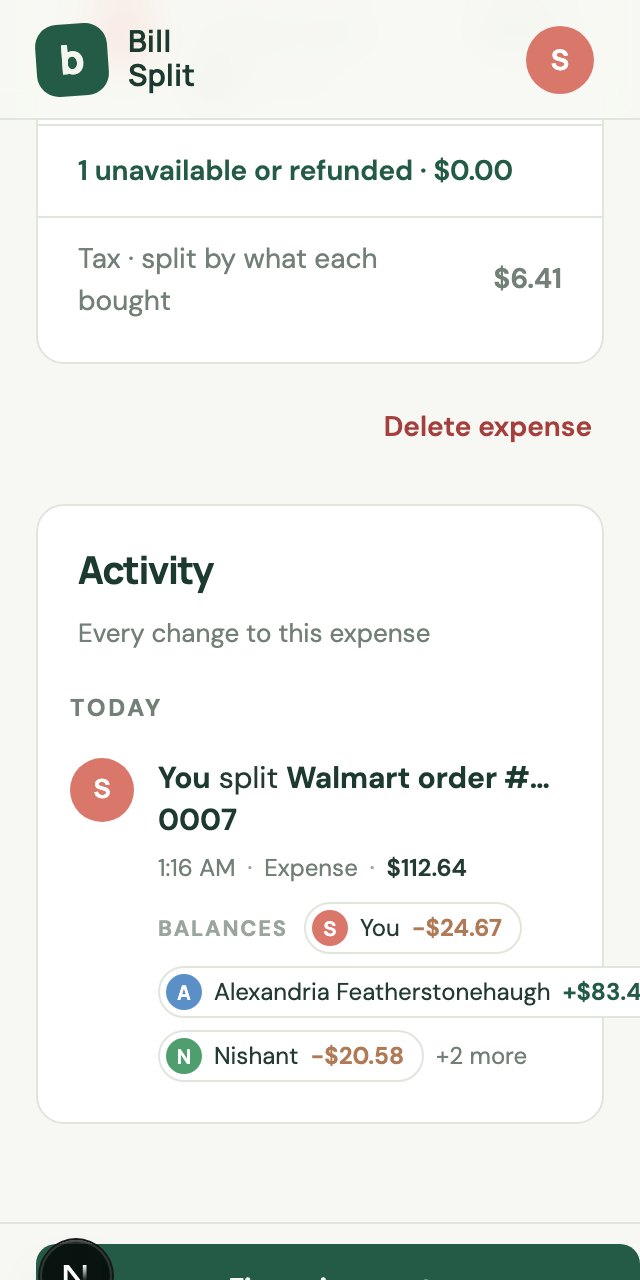 b
Bill
Split
S
1 unavailable or refunded · $0.00
Tax · split by what each
bought
$6.41
Delete expense
Activity
Every change to this expense
TODAY
S
You split Walmart order #…
0007
1:16 AM · Expense · $112.64
BALANCES S You −$24.67
A Alexandria Featherstonehaugh +$83.4
N Nishant −$20.58 +2 more
N